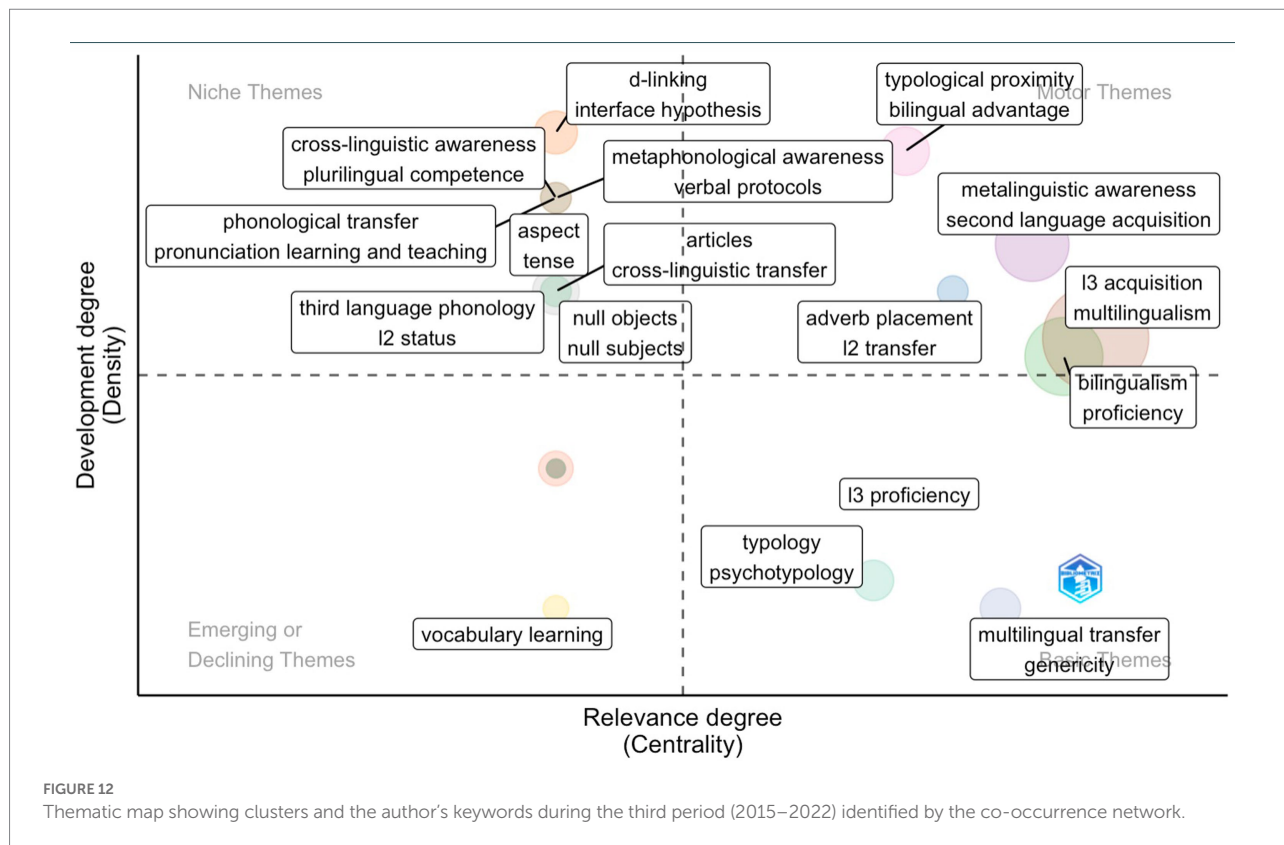 Niche Themes
d-linking
interface hypothesis
typological proximity
bilingual advantage
Motor Themes
cross-linguistic awareness
plurilingual competence
metaphonological awareness
verbal protocols
metalinguistic awareness
second language acquisition
phonological transfer
pronunciation learning and teaching
aspect
tense
articles
cross-linguistic transfer
third language phonology
l2 status
null objects
null subjects
adverb placement
l2 transfer
l3 acquisition
multilingualism
bilingualism
proficiency
l3 proficiency
typology
psychotypology
BIBLIOMETRIX
vocabulary learning
multilingual transfer
genericity
Emerging or
Declining Themes
Basic Themes
Development degree
(Density)
Relevance degree
(Centrality)
FIGURE 12
Thematic map showing clusters and the author's keywords during the third period (2015–2022) identified by the co-occurrence network.